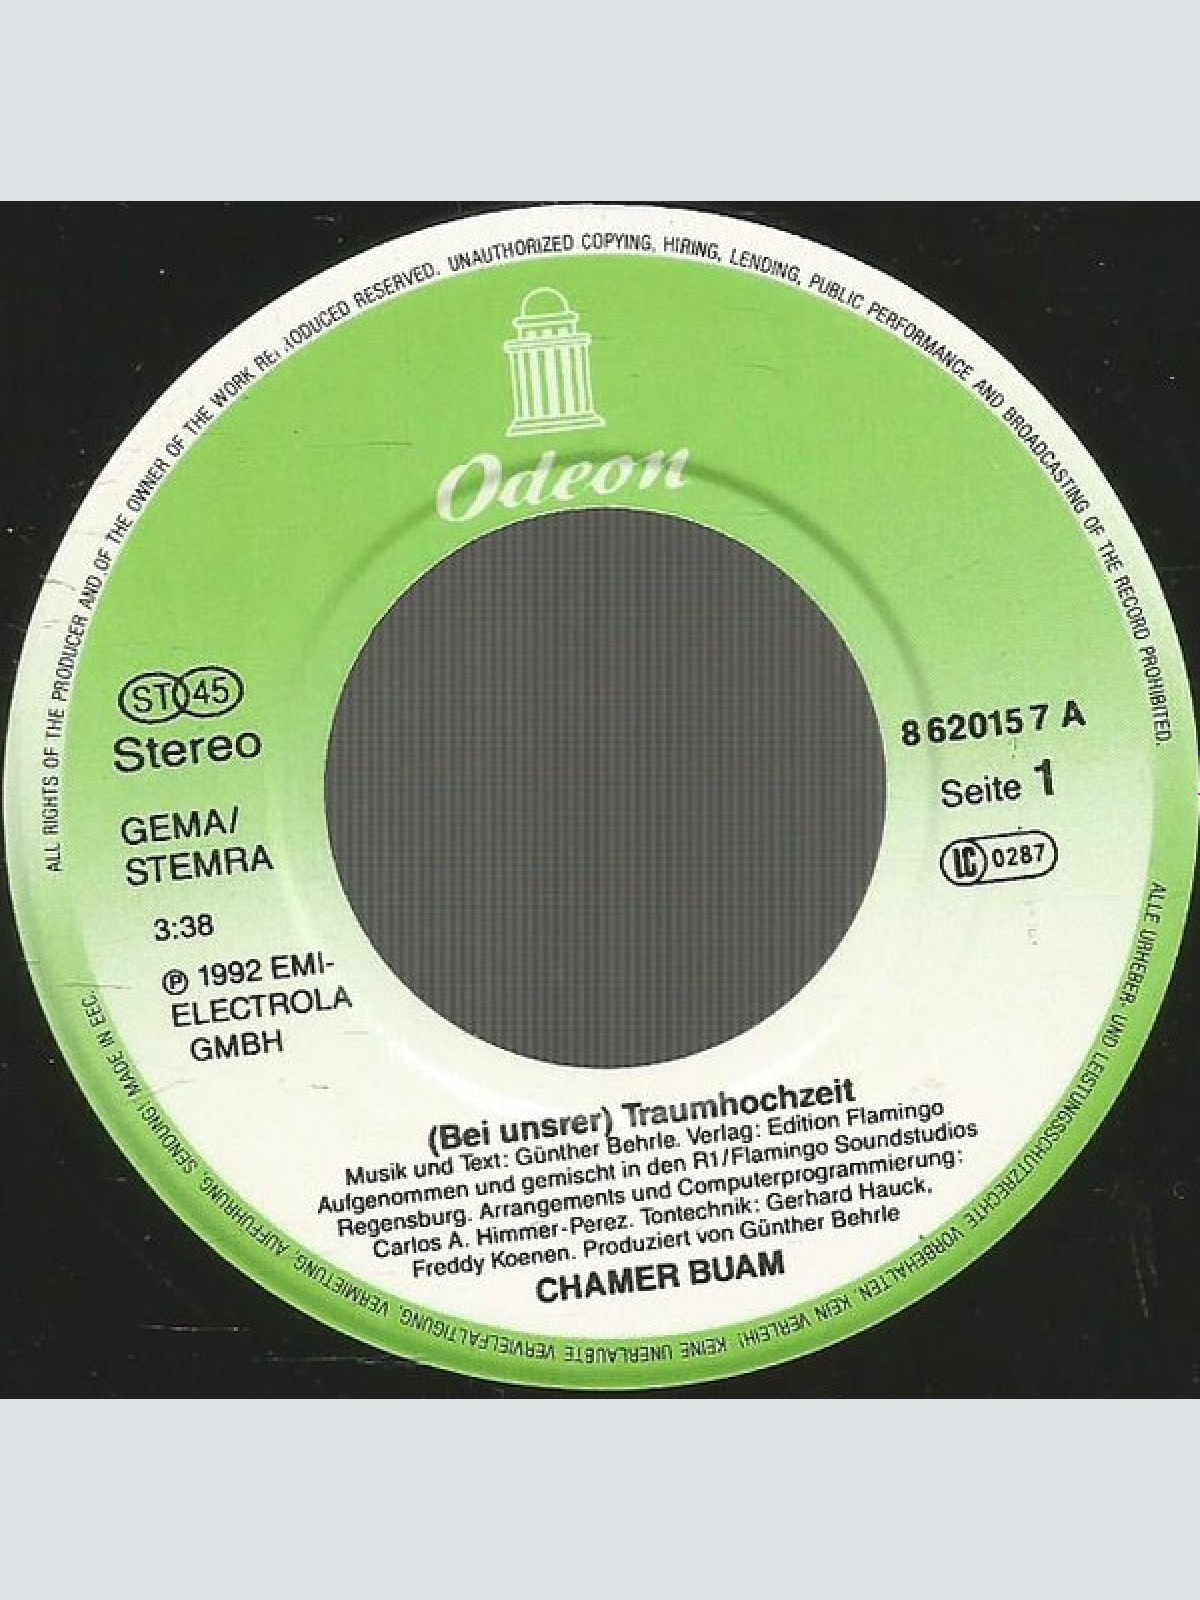 ALL RIGHTS OF THE PRODUCER AND OF THE OWNER OF THE WORK REPRODUCED RESERVED. UNAUTHORIZED COPYING, HIRING, LENDING, PUBLIC PERFORMANCE AND BROADCASTING OF THE RECORD PROHIBITED.
Odeon
ST 45
Stereo
GEMA/
STEMRA
3:38
℗ 1992 EMI-
ELECTROLA
GMBH
8 62015 7 A
Seite 1
LC 0287
(Bei unsrer) Traumhochzeit
Musik und Text: Günther Behrle. Verlag: Edition Flamingo
Aufgenommen und gemischt in den R1/Flamingo Soundstudios
Regensburg. Arrangements und Computerprogrammierung:
Carlos A. Himmer-Perez. Tontechnik: Gerhard Hauck,
Freddy Koenen. Produziert von Günther Behrle
CHAMER BUAM
ALLE URHEBER- UND LEISTUNGSSCHUTZRECHTE VORBEHALTEN. KEIN VERLEIH! KEINE UNERLAUBTE VERVIELFÄLTIGUNG, VERMIETUNG, AUFFÜHRUNG, SENDUNG! MADE IN EEC.